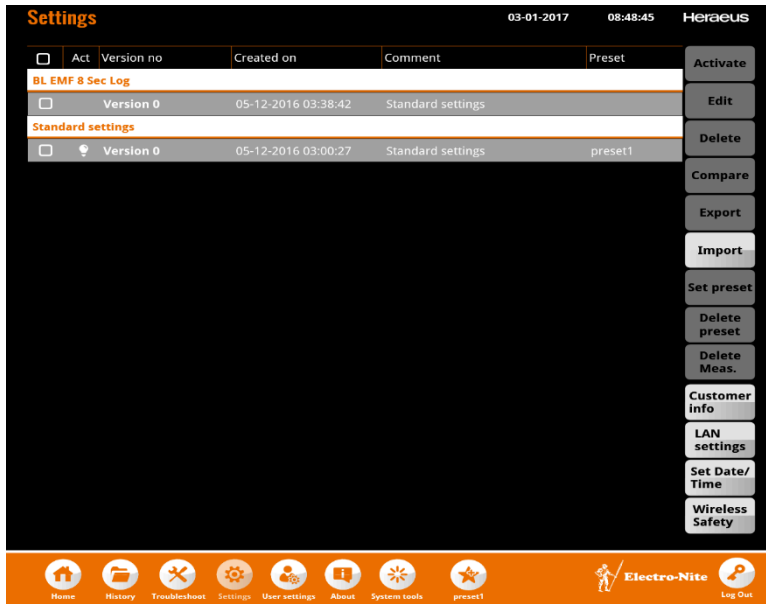 Settings 03-01-2017 08:48:45 Heraeus
Act Version no Created on Comment Preset
BL EMF 8 Sec Log
Version 0 05-12-2016 03:38:42 Standard settings
Standard settings
Version 0 05-12-2016 03:00:27 Standard settings preset1
Activate
Edit
Delete
Compare
Export
Import
Set preset
Delete
preset
Delete
Meas.
Customer
info
LAN
settings
Set Date/
Time
Wireless
Safety
Home History Troubleshoot Settings User settings About System tools preset1 Electro-Nite Log Out